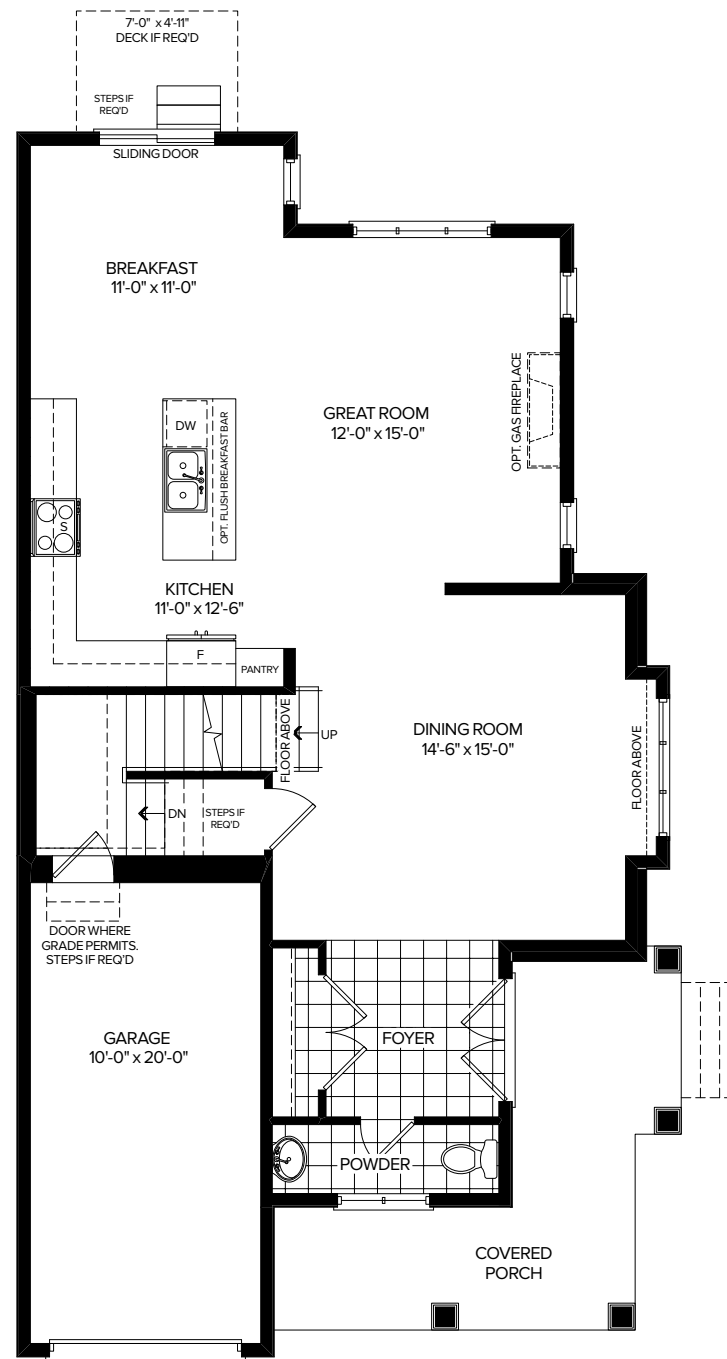 7'-0" x 4'-11"
DECK IF REQ'D
STEPS IF
REQ'D
SLIDING DOOR
BREAKFAST
11'-0" x 11'-0"
GREAT ROOM
12'-0" x 15'-0"
OPT. GAS FIREPLACE
DW
OPT. FLUSH BREAKFAST BAR
S
KITCHEN
11'-0" x 12'-6"
F
PANTRY
FLOOR ABOVE
UP
DINING ROOM
14'-6" x 15'-0"
FLOOR ABOVE
DN
STEPS IF
REQ'D
DOOR WHERE
GRADE PERMITS.
STEPS IF REQ'D
GARAGE
10'-0" x 20'-0"
FOYER
POWDER
COVERED
PORCH